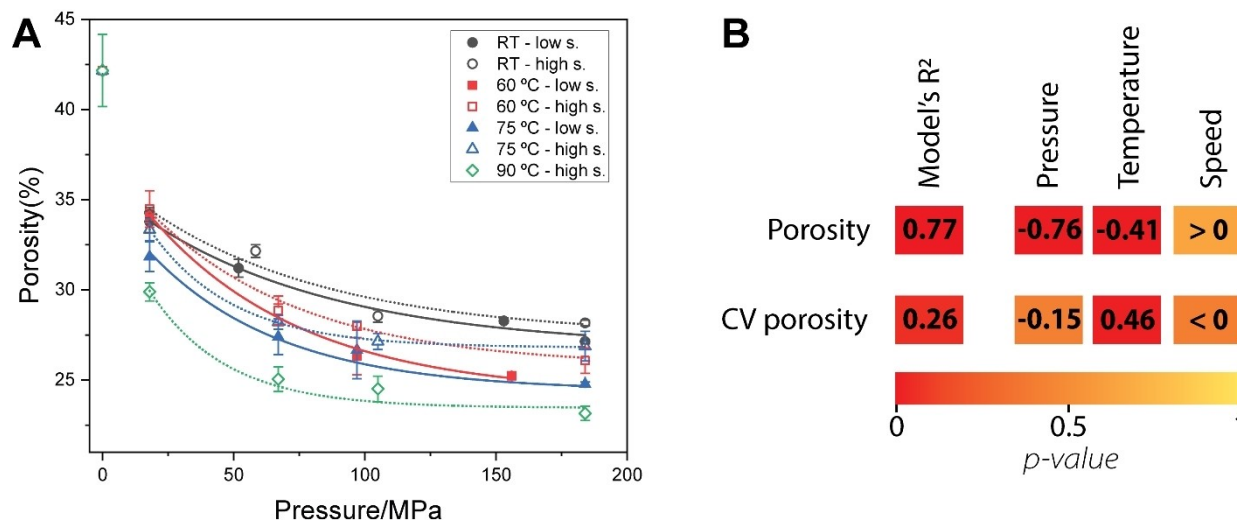 A
Porosity(%)
45
40
35
30
25
0
50
100
150
200
Pressure/MPa
RT - low s.
RT - high s.
60 ºC - low s.
60 ºC - high s.
75 ºC - low s.
75 ºC - high s.
90 ºC - high s.
B
Model's R²
Pressure
Temperature
Speed
Porosity
0.77
-0.76
-0.41
> 0
CV porosity
0.26
-0.15
0.46
< 0
0
0.5
1
p-value